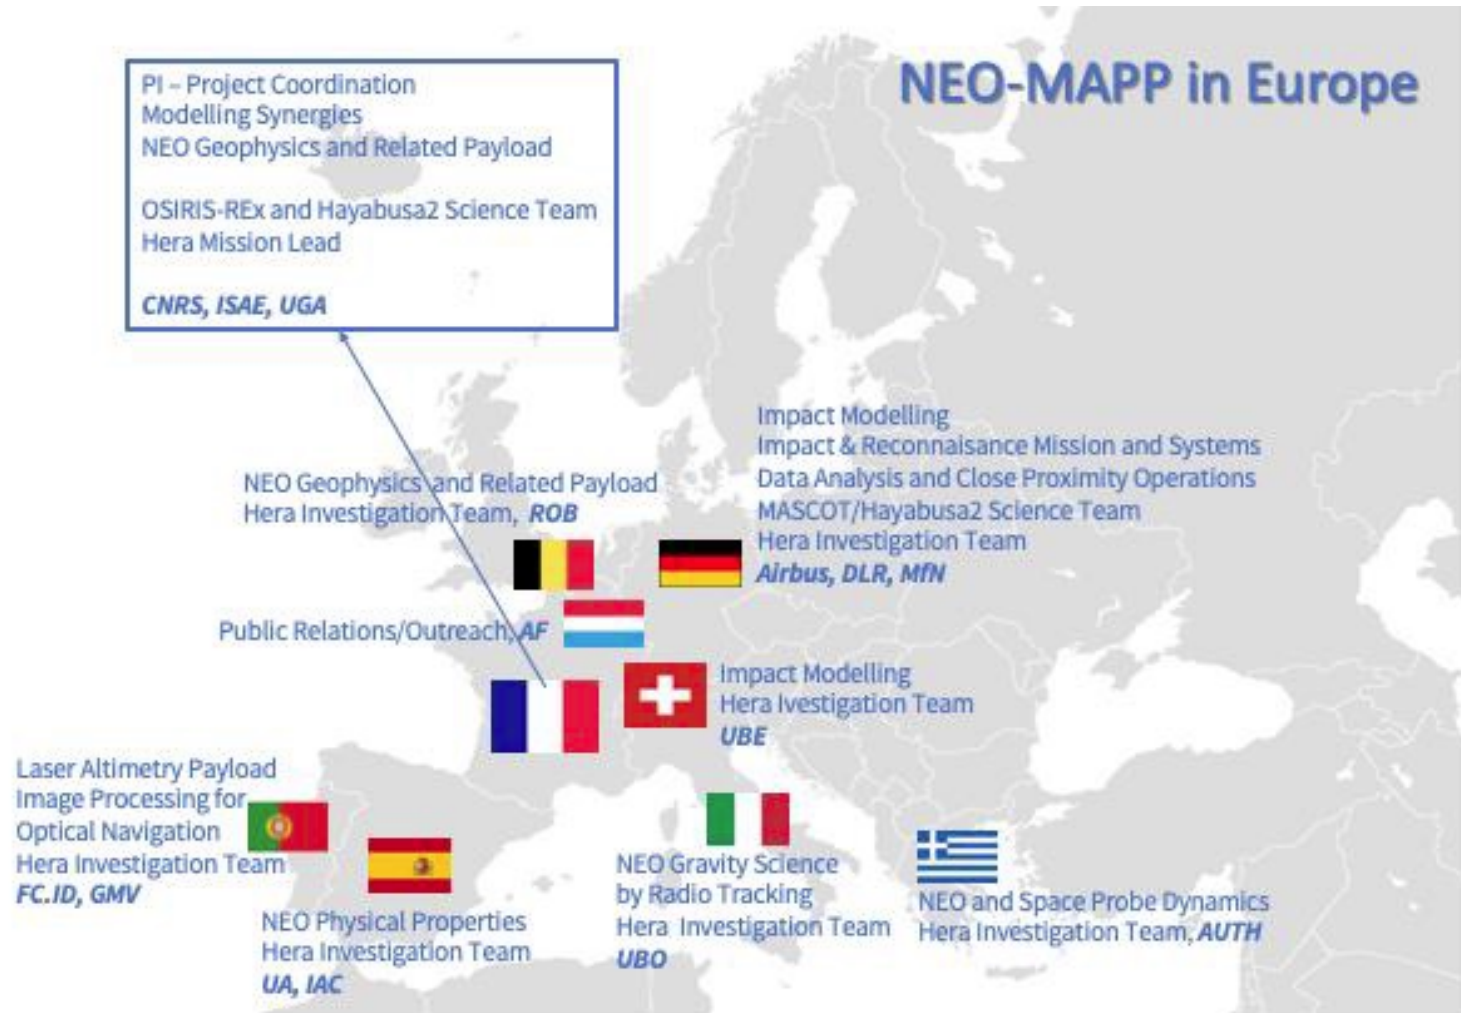 NEO-MAPP in Europe
PI – Project Coordination
Modelling Synergies
NEO Geophysics and Related Payload
OSIRIS-REx and Hayabusa2 Science Team
Hera Mission Lead
CNRS, ISAE, UGA
Impact Modelling
Impact & Reconnaisance Mission and Systems
Data Analysis and Close Proximity Operations
MASCOT/Hayabusa2 Science Team
Hera Investigation Team
Airbus, DLR, MfN
NEO Geophysics and Related Payload
Hera Investigation Team, ROB
Public Relations/Outreach, AF
Impact Modelling
Hera Ivestigation Team
UBE
Laser Altimetry Payload
Image Processing for
Optical Navigation
Hera Investigation Team
FC.ID, GMV
NEO Physical Properties
Hera Investigation Team
UA, IAC
NEO Gravity Science
by Radio Tracking
Hera Investigation Team
UBO
NEO and Space Probe Dynamics
Hera Investigation Team, AUTH